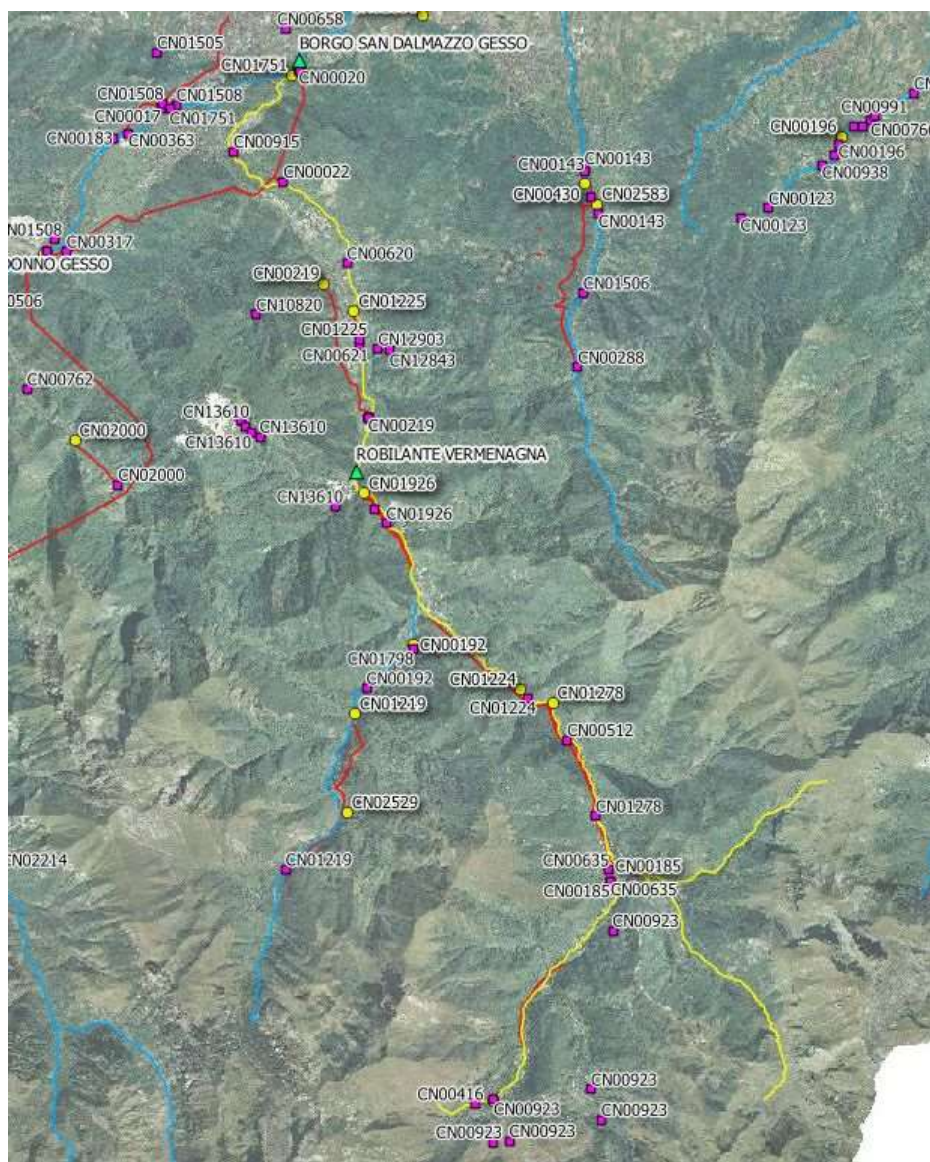 CN00658
BORGO SAN DALMAZZO GESSO
CN01505
CN01751
CN00020
CN01508
CN01508
CN00017
CN01751
CN00183
CN00363
CN00915
CN00022
CN00991
CN00196
CN00766
CN00196
CN00938
CN00143
CN00143
CN00430
CN02583
CN00143
CN00123
CN00123
CN01508
CN00317
DONNO GESSO
CN00620
CN00219
CN01506
0506
CN10820
CN01225
CN01225
CN00621
CN12903
CN12843
CN00288
CN00762
CN13610
CN13610
CN13610
CN00219
CN02000
CN02000
ROBILANTE VERMENAGNA
CN01926
CN13610
CN01926
CN00192
CN01798
CN00192
CN01224
CN01224
CN01278
CN01219
CN00512
CN02529
CN01278
CN02214
CN01219
CN00635
CN00185
CN00185
CN00635
CN00923
CN00416
CN00923
CN00923
CN00923
CN00923
CN00923